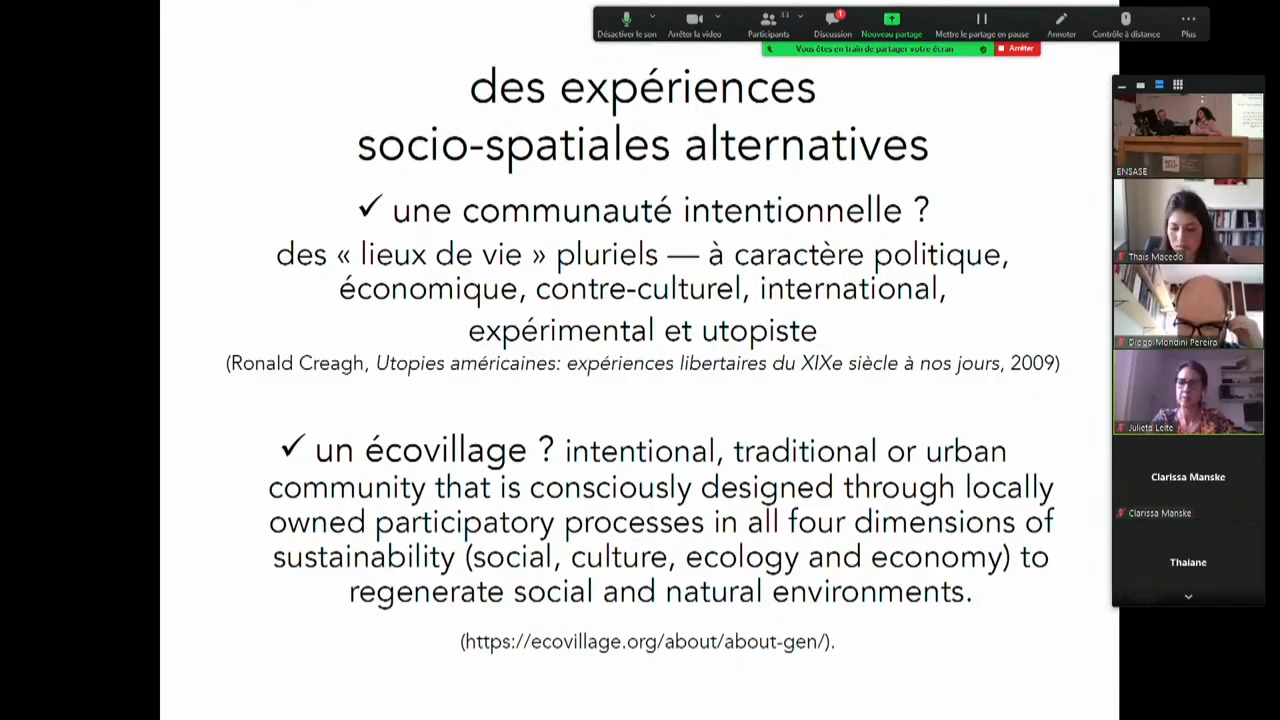 Désactiver le son
Arrêter la video
Participants
Discussion
1
Nouveau partage
Mettre le partage en pause
Annoter
Contrôle à distance
Plus
Vous êtes en train de partager votre écran
Arrêter
des expériences
socio-spatiales alternatives
✓ une communauté intentionnelle ?
des « lieux de vie » pluriels — à caractère politique,
économique, contre-culturel, international,
expérimental et utopiste
(Ronald Creagh, Utopies américaines: expériences libertaires du XIXe siècle à nos jours, 2009)
✓ un écovillage ? intentional, traditional or urban
community that is consciously designed through locally
owned participatory processes in all four dimensions of
sustainability (social, culture, ecology and economy) to
regenerate social and natural environments.
(https://ecovillage.org/about/about-gen/).
ENSASE
Thais Macedo
Diogo Mondini Pereira
Julieta Leite
Clarissa Manske
Clarissa Manske
Thaiane